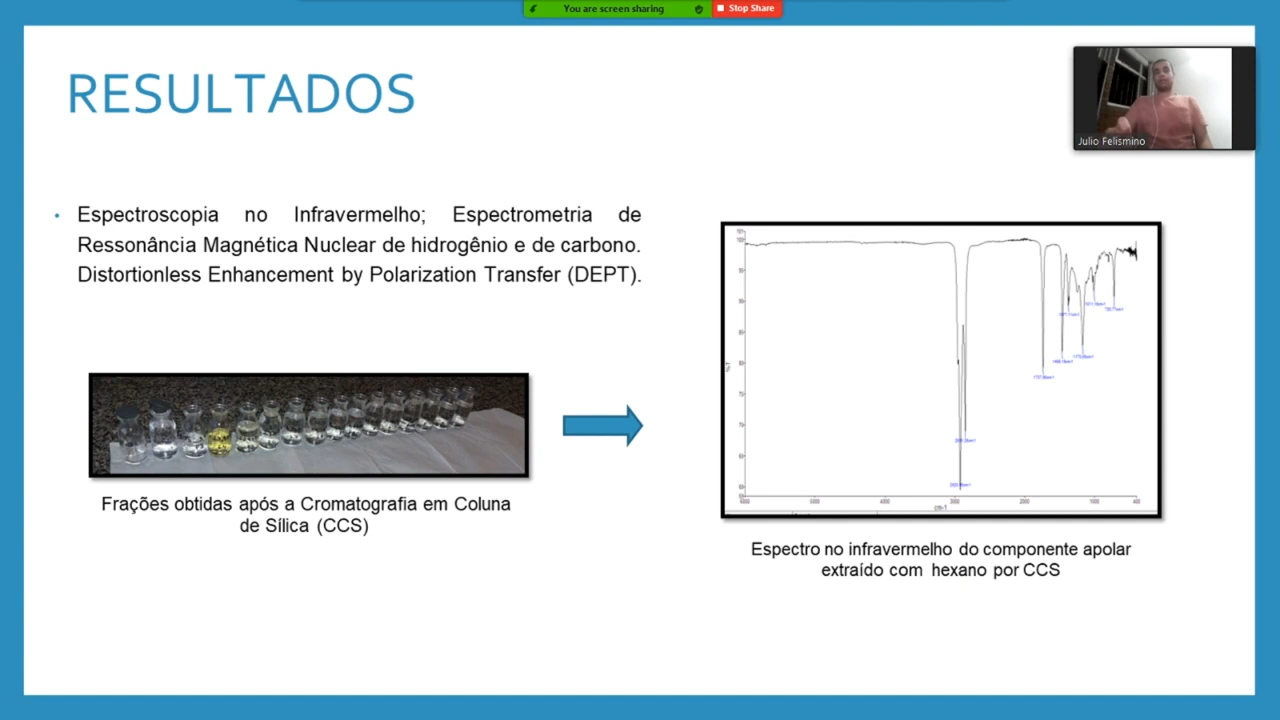 You are screen sharing
Stop Share
RESULTADOS
Julio Felismino
• Espectroscopia no Infravermelho; Espectrometria de
Ressonância Magnética Nuclear de hidrogênio e de carbono.
Distortionless Enhancement by Polarization Transfer (DEPT).
Frações obtidas após a Cromatografia em Coluna
de Sílica (CCS)
cm-1
Espectro no infravermelho do componente apolar
extraído com hexano por CCS